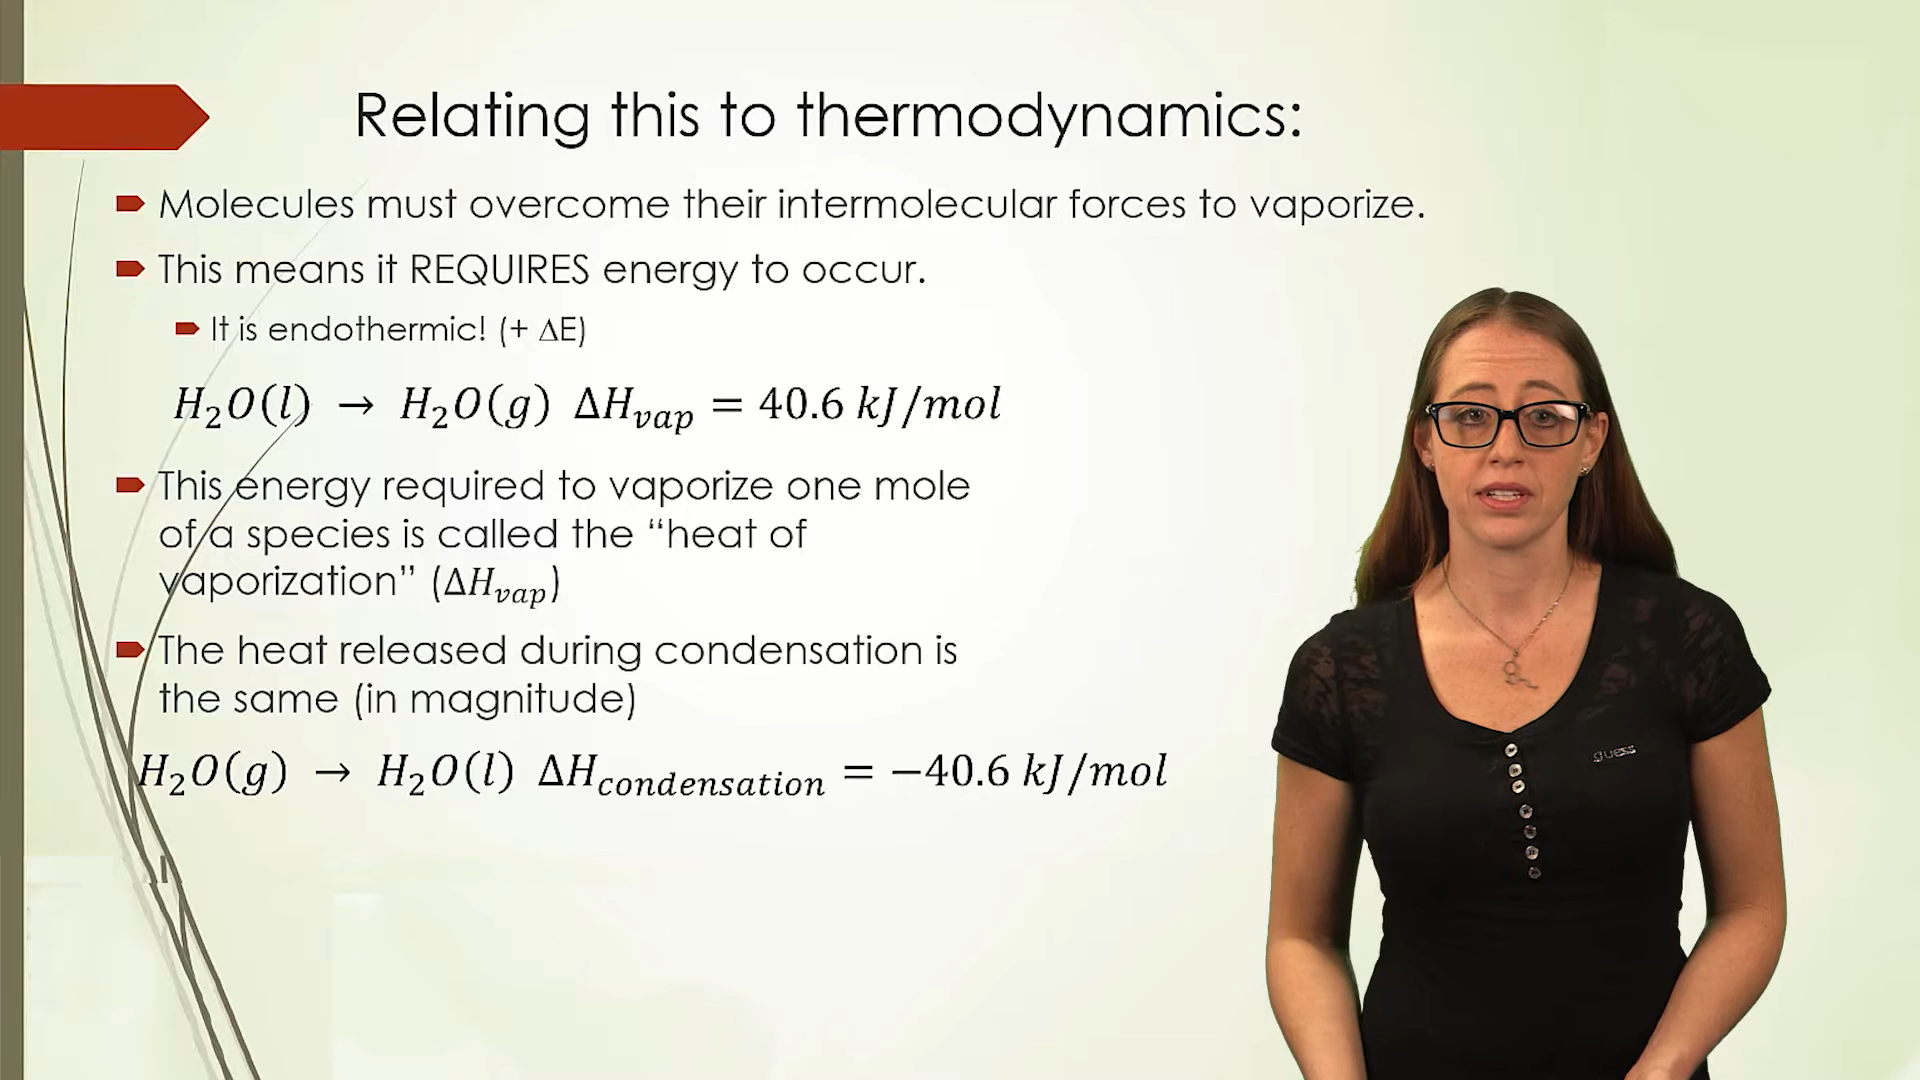 Relating this to thermodynamics:
Molecules must overcome their intermolecular forces to vaporize.
This means it REQUIRES energy to occur.
It is endothermic! (+ ΔE)
H₂O(l) → H₂O(g) ΔHᵥₐₚ = 40.6 kJ/mol
This energy required to vaporize one mole
of a species is called the “heat of
vaporization” (ΔHᵥₐₚ)
The heat released during condensation is
the same (in magnitude)
H₂O(g) → H₂O(l) ΔH_condensation = −40.6 kJ/mol
guess